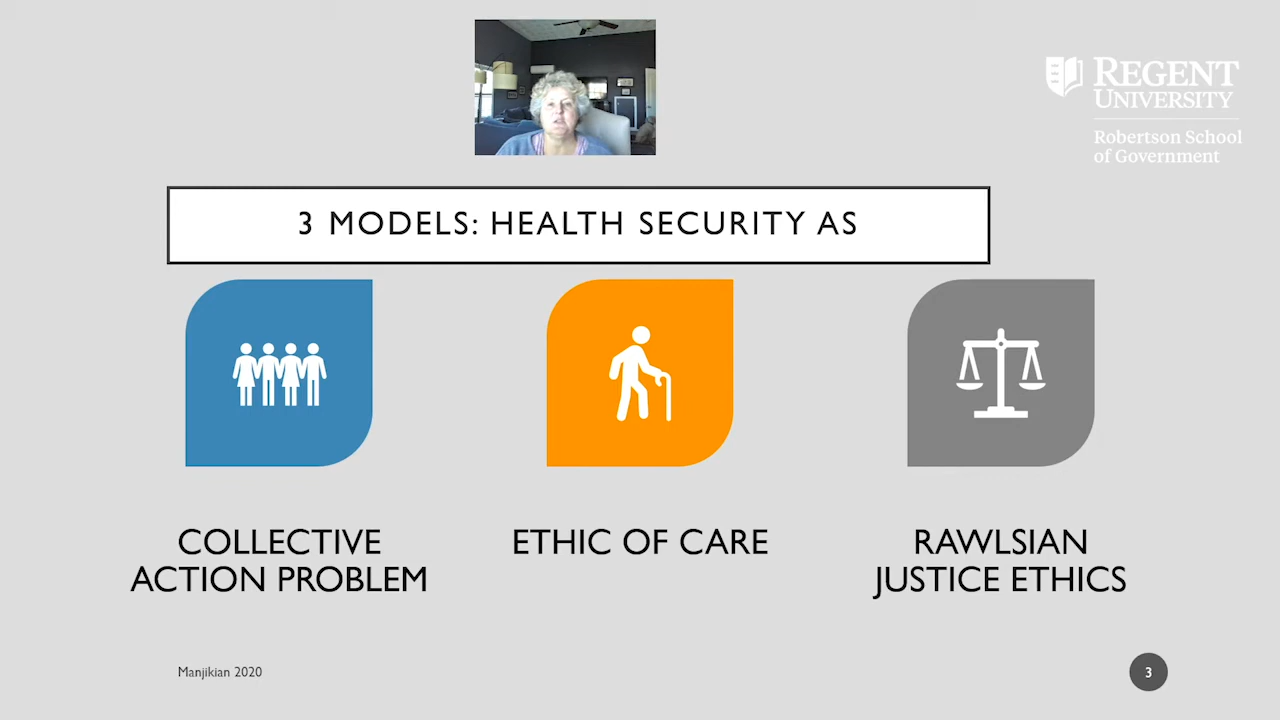 REGENT
UNIVERSITY
Robertson School
of Government
3 MODELS: HEALTH SECURITY AS
COLLECTIVE
ACTION PROBLEM
ETHIC OF CARE
RAWLSIAN
JUSTICE ETHICS
Manjikian 2020
3